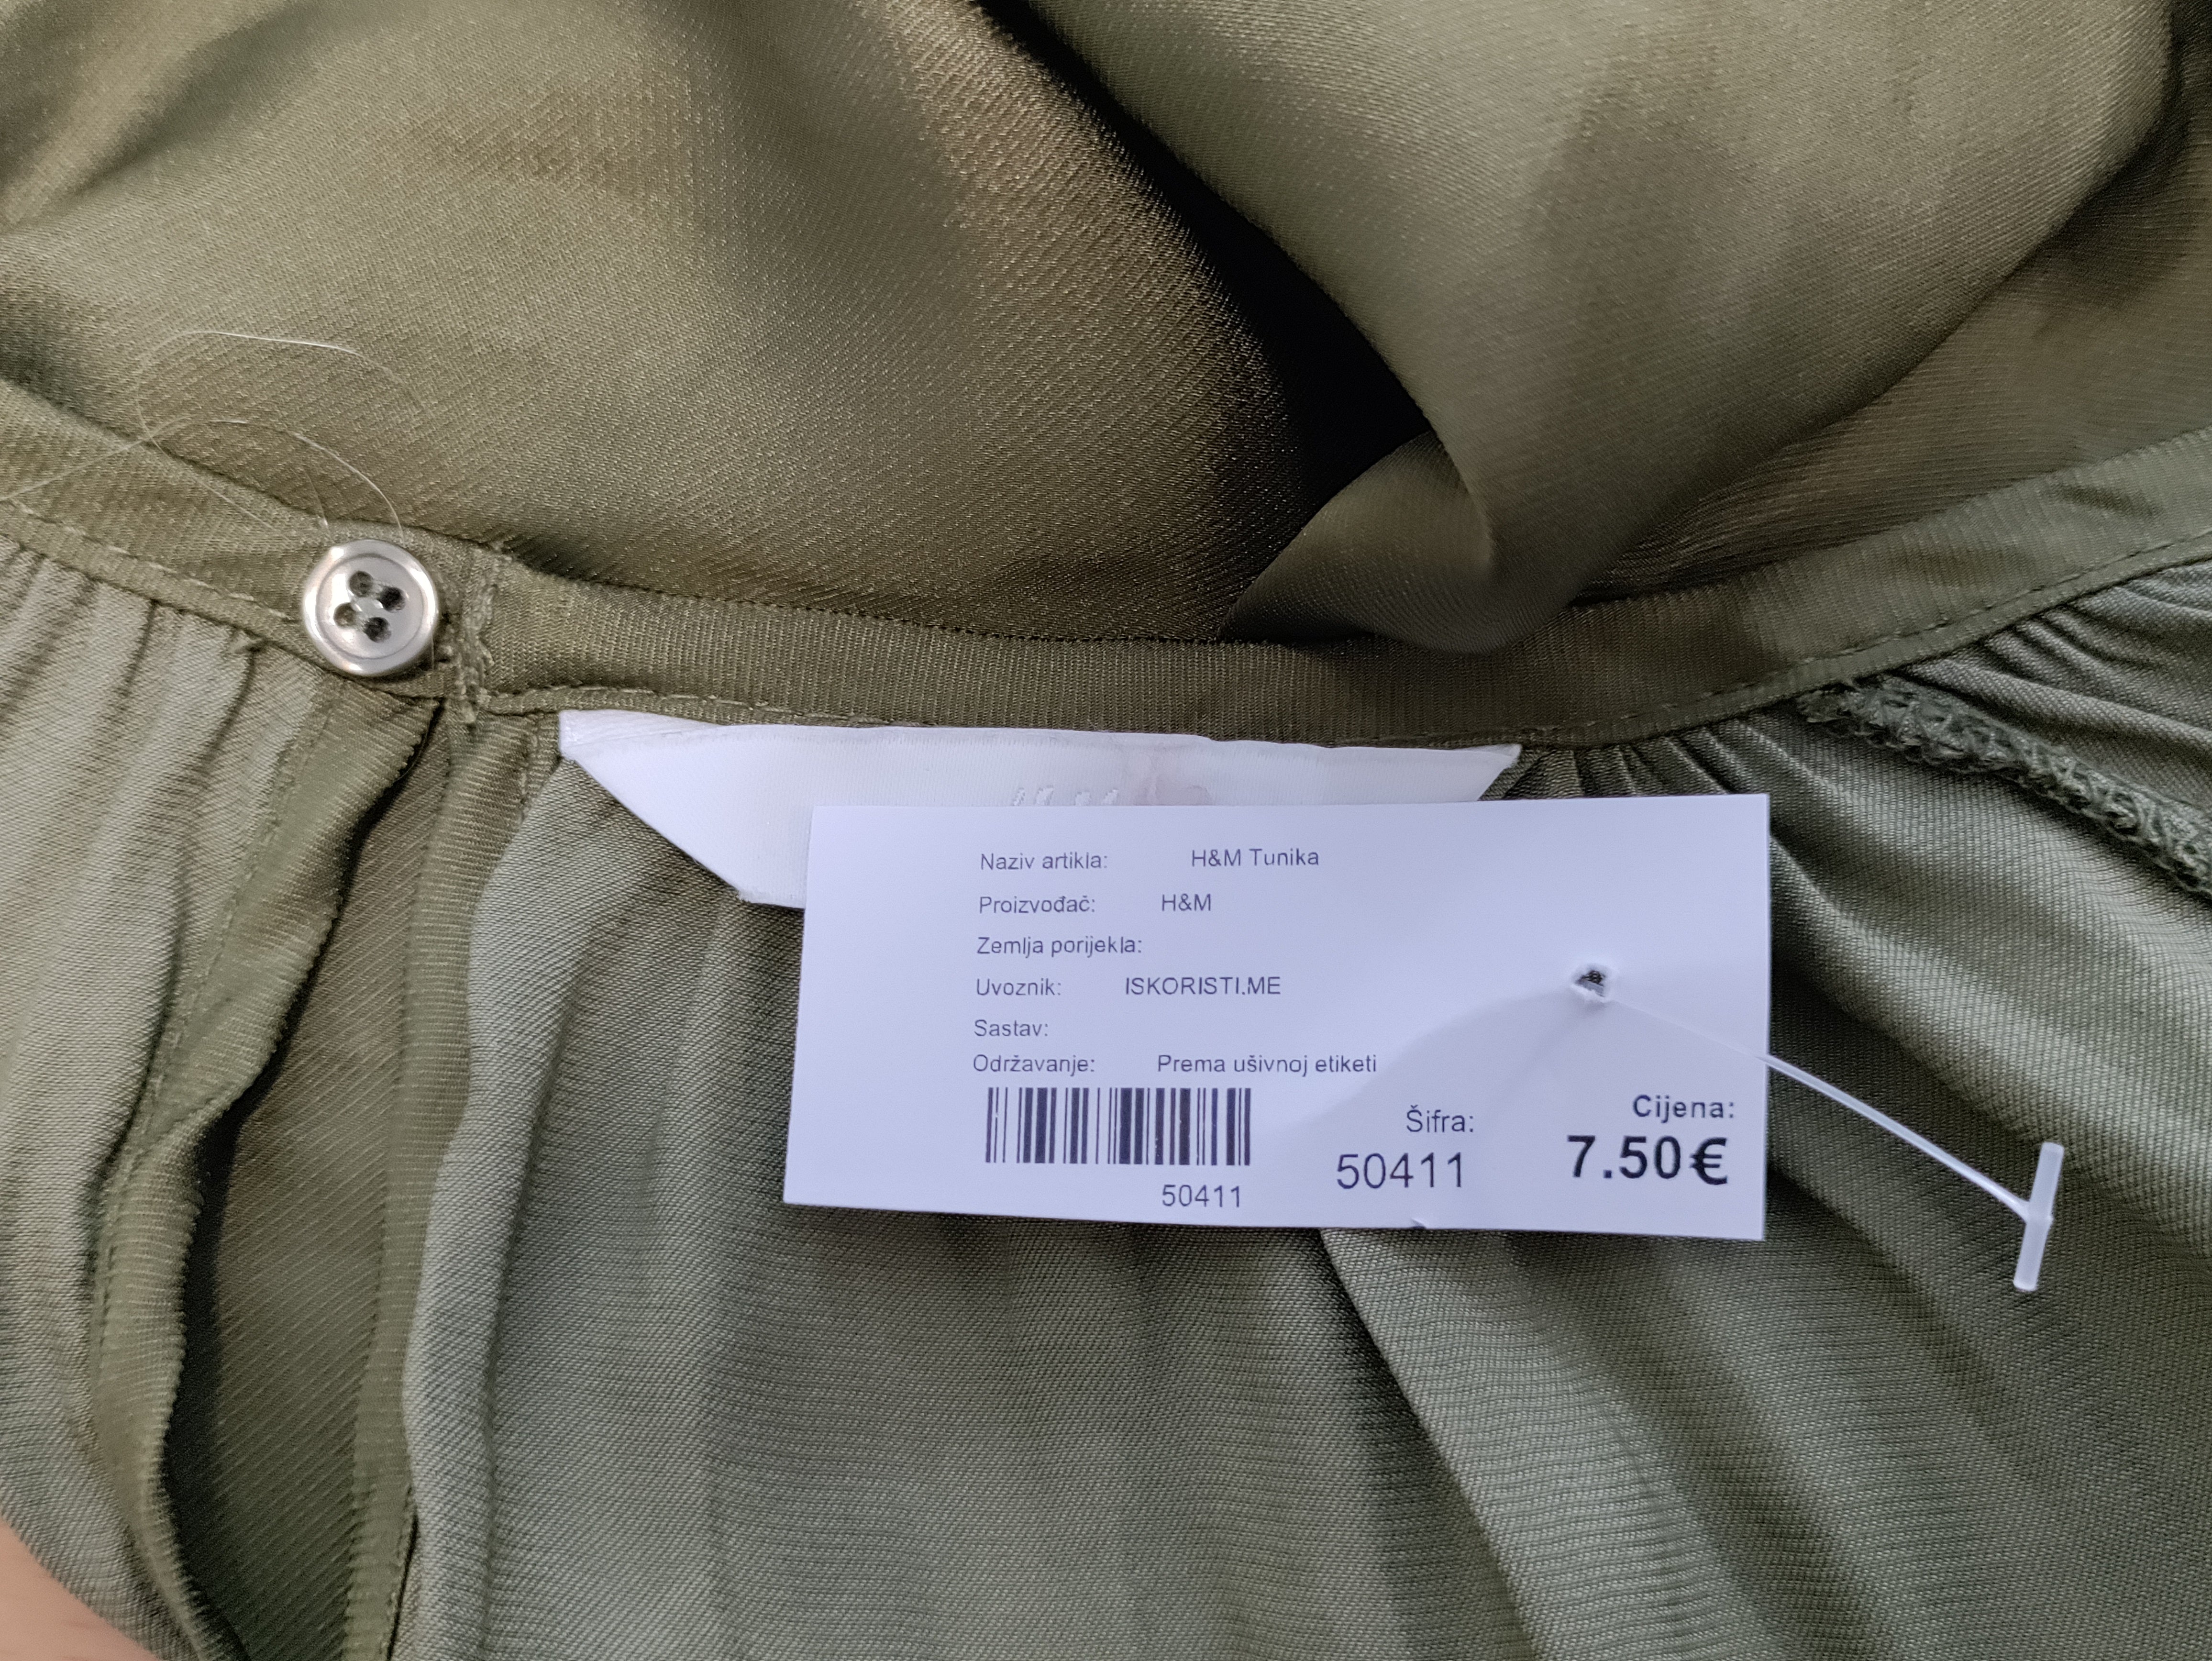 Naziv artikla: H&M Tunika
Proizvođač: H&M
Zemlja porijekla:
Uvoznik: ISKORISTI.ME
Sastav:
Održavanje: Prema ušivnoj etiketi
50411
Šifra:
50411
Cijena:
7.50€